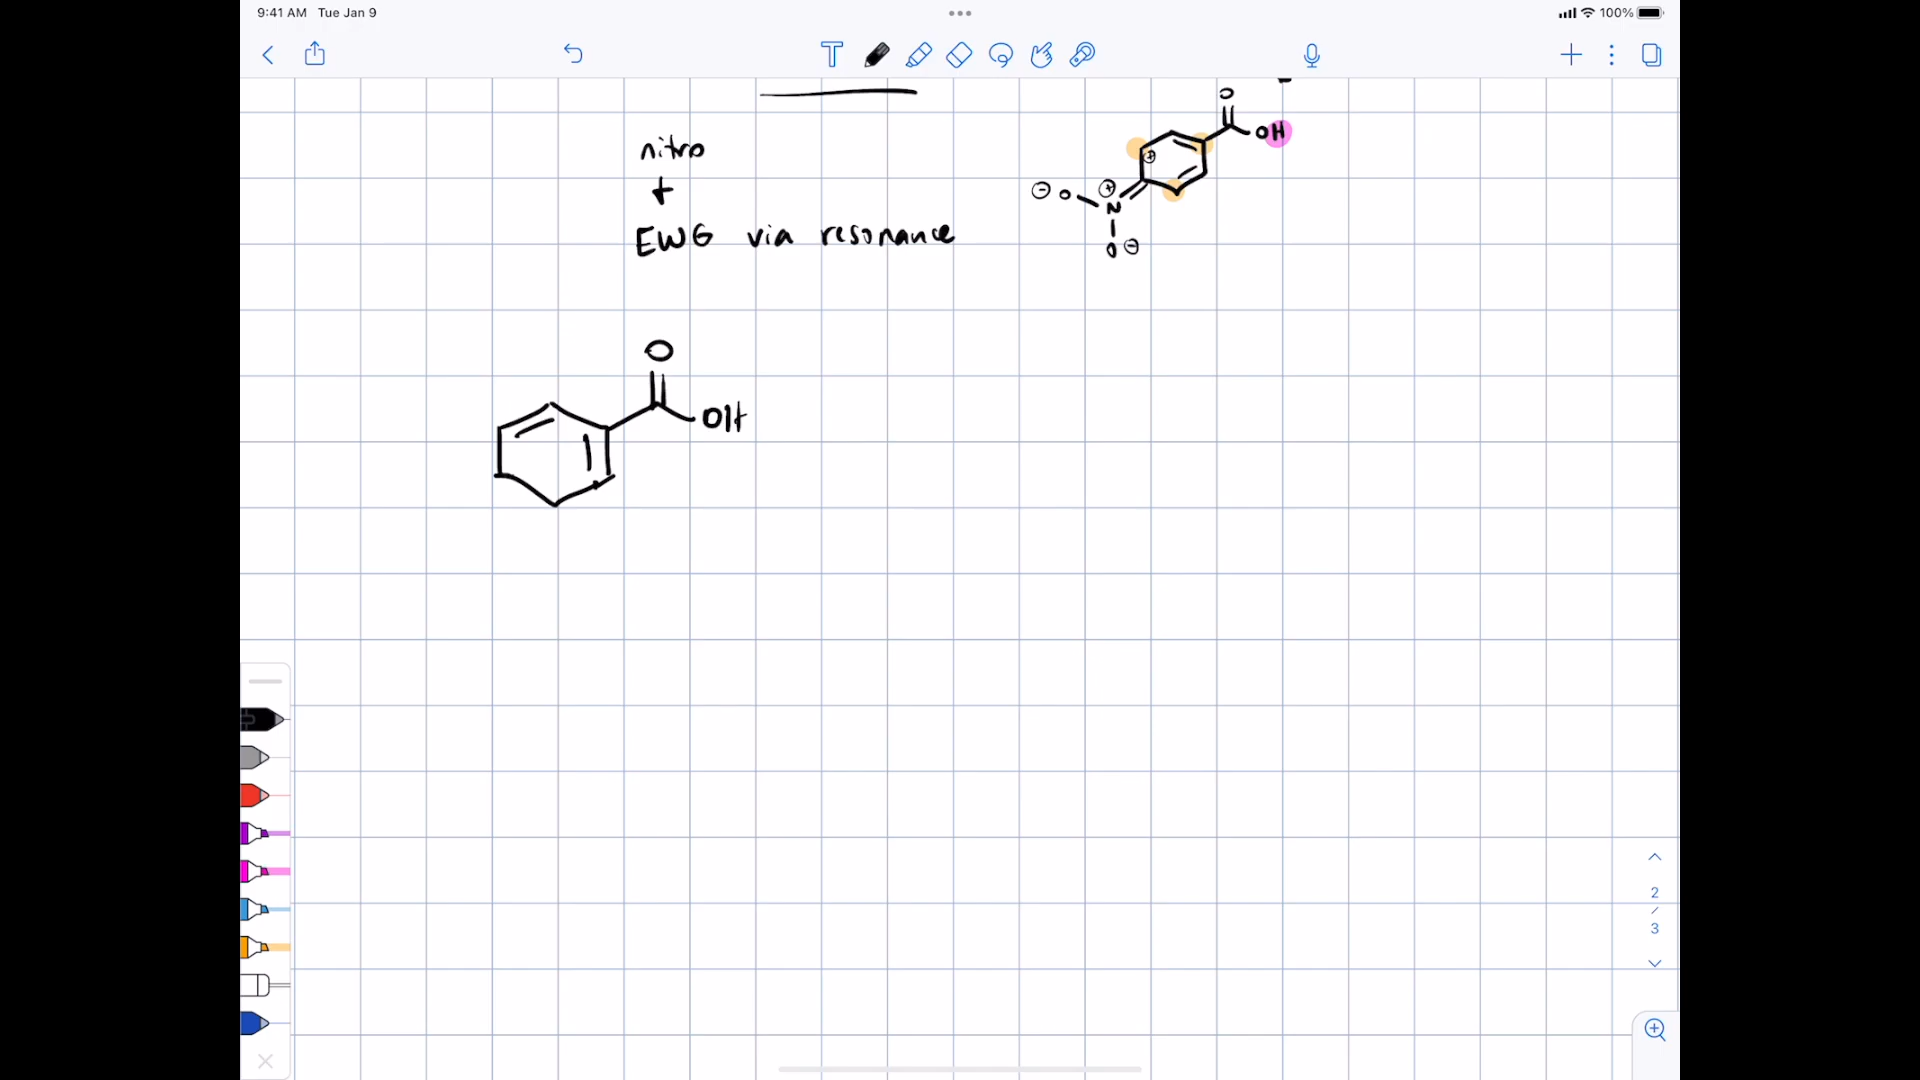 9:41 AM Tue Jan 9
100%
T
nitro
+
EWG via resonance
O
OH
⊕
⊖ O
⊕
N
O ⊖
O
OH
2
/
3